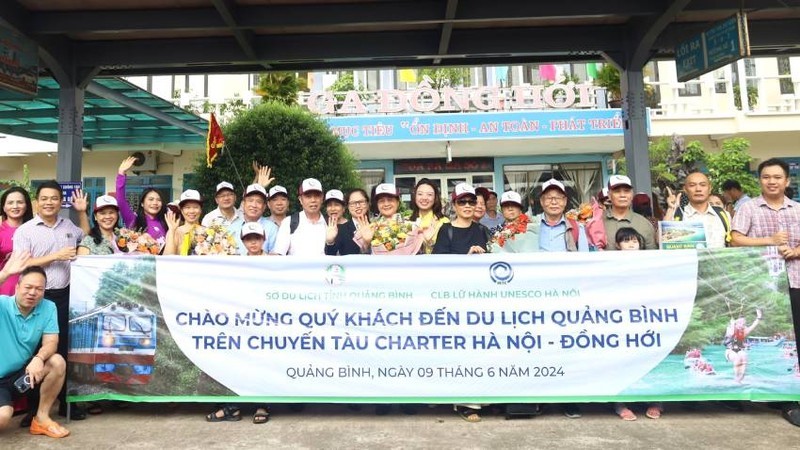 LỐI RA
GA ĐỒNG HỚI
MỤC TIÊU "ỔN ĐỊNH - AN TOÀN - PHÁT TRIỂN
SỞ DU LỊCH TỈNH QUẢNG BÌNH CLB LỮ HÀNH UNESCO HÀ NỘI
CHÀO MỪNG QUÝ KHÁCH ĐẾN DU LỊCH QUẢNG BÌNH
TRÊN CHUYẾN TÀU CHARTER HÀ NỘI - ĐỒNG HỚI
QUẢNG BÌNH, NGÀY 09 THÁNG 6 NĂM 2024